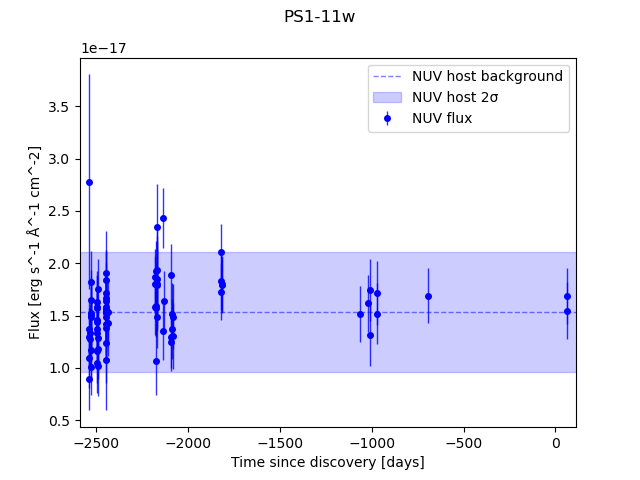 PS1-11w
1e−17
NUV host background
NUV host 2σ
NUV flux
3.5
3.0
2.5
2.0
1.5
1.0
0.5
Flux [erg s^-1 Å^-1 cm^-2]
−2500 −2000 −1500 −1000 −500 0
Time since discovery [days]